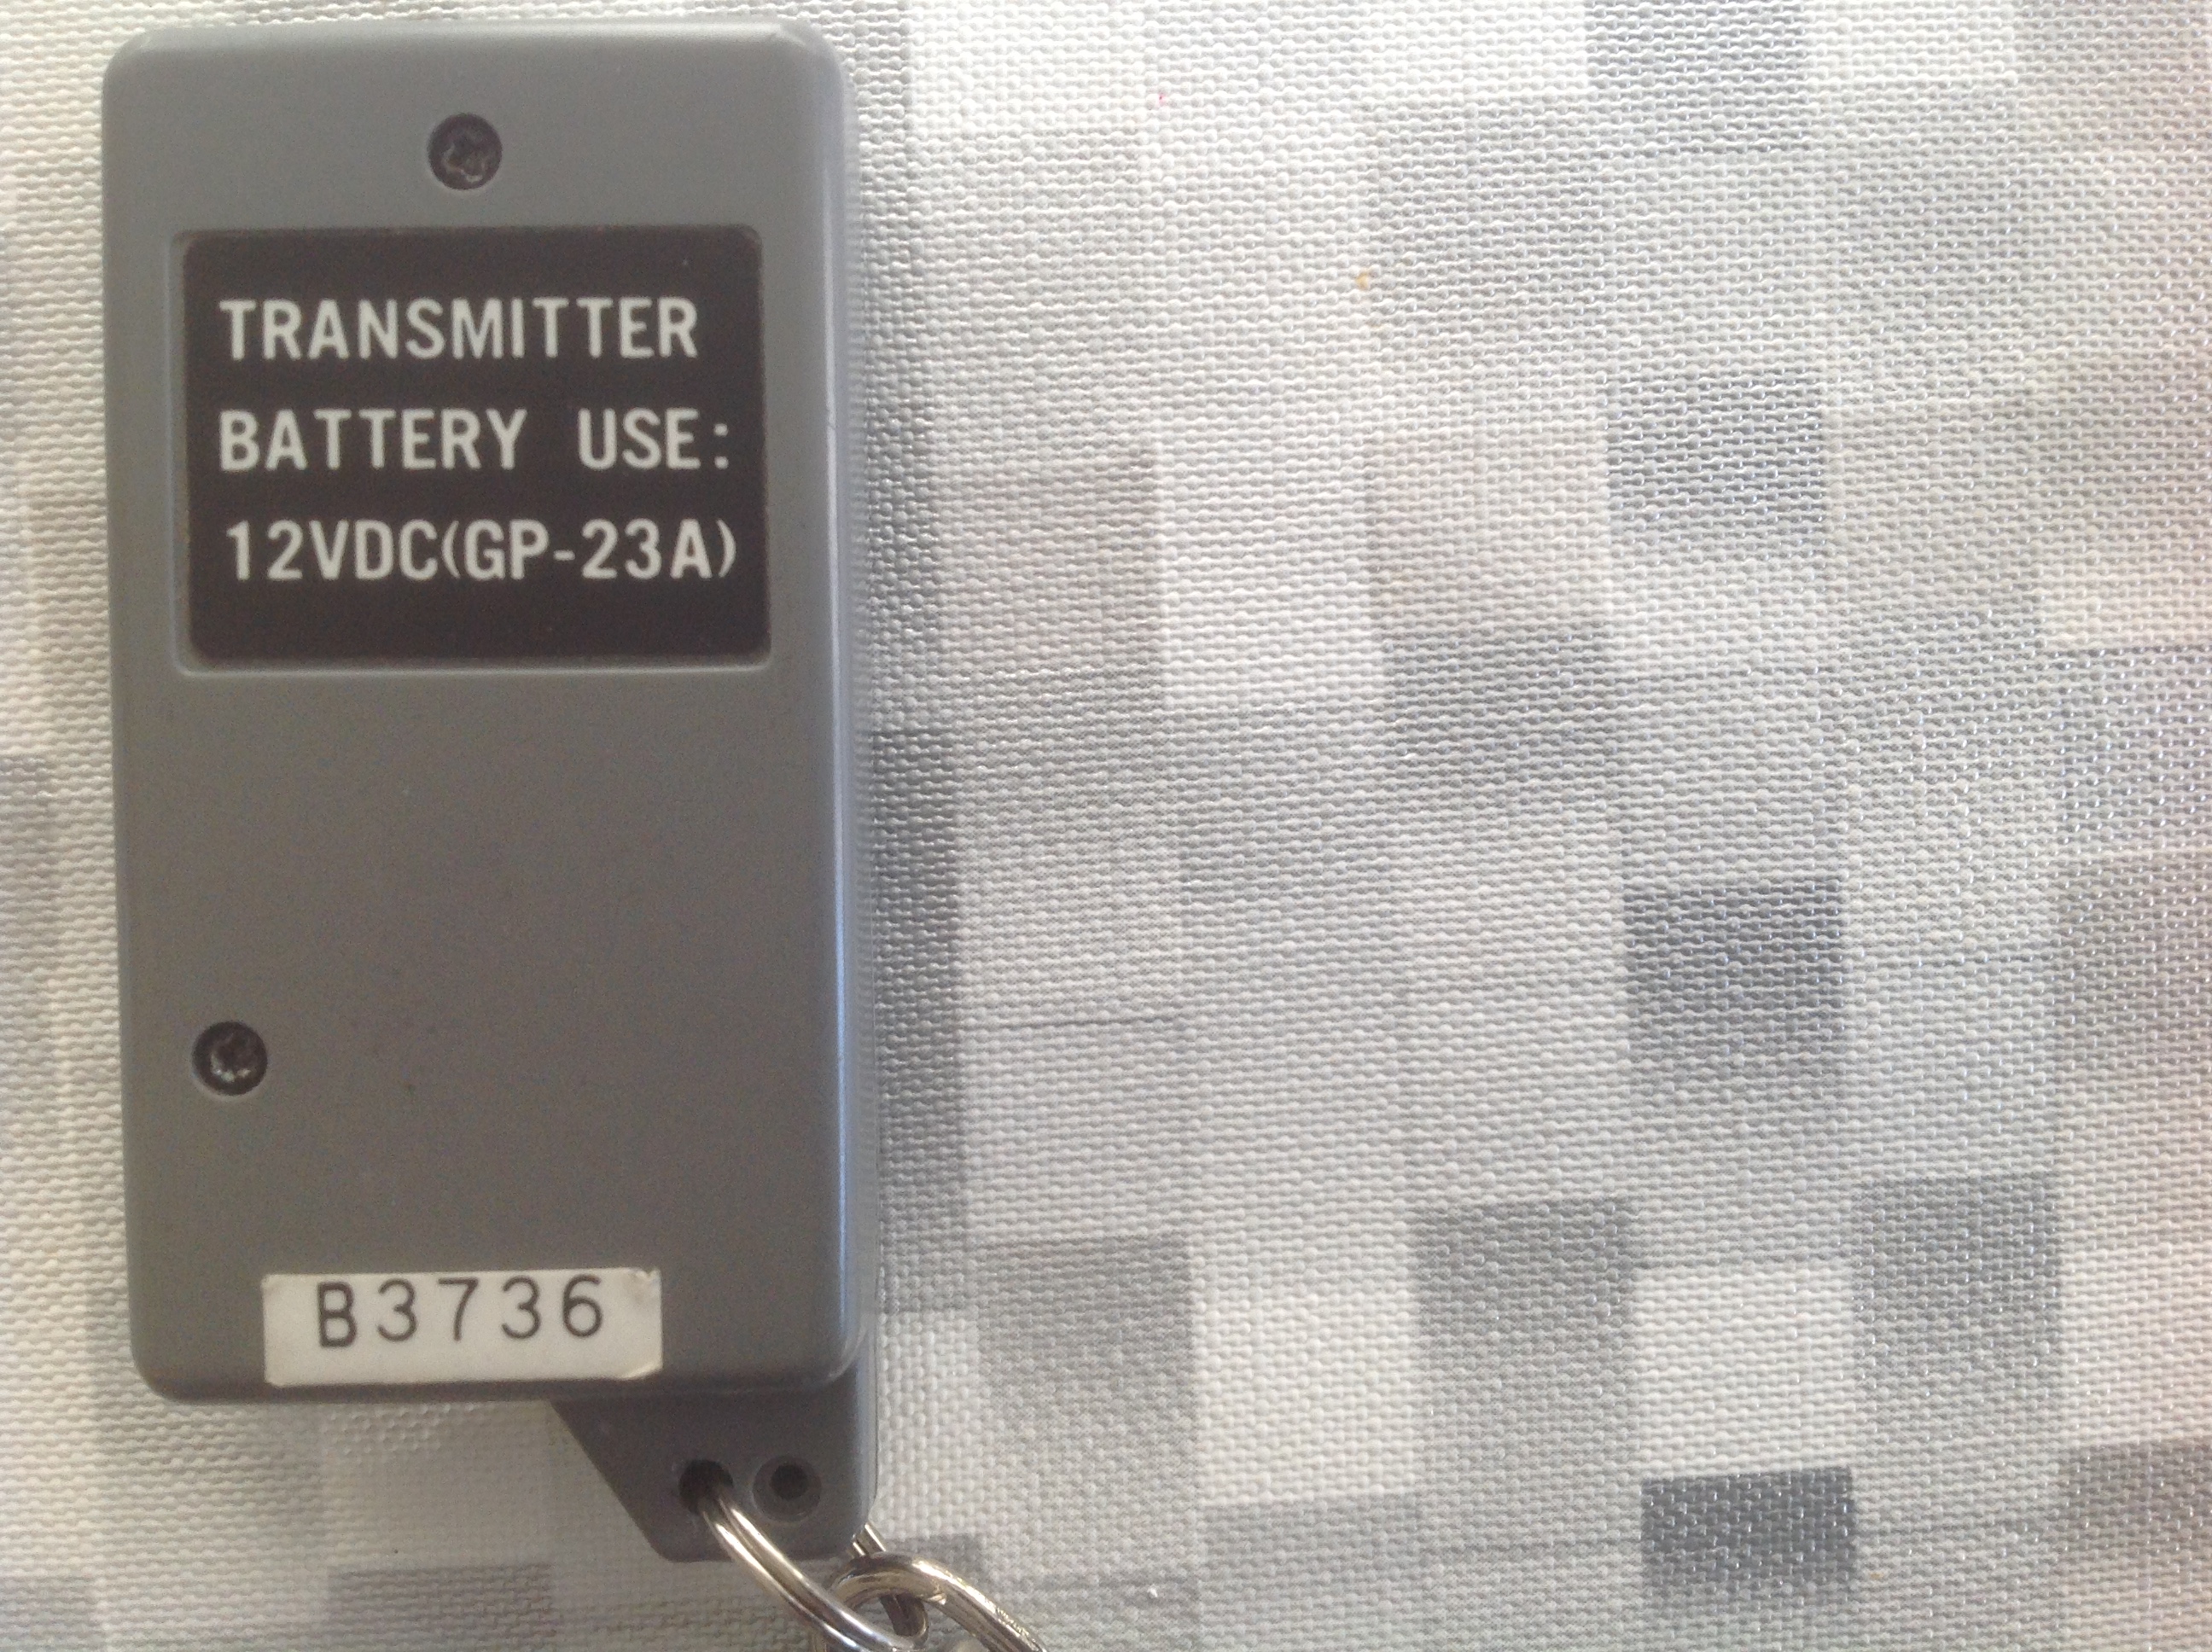 TRANSMITTER
BATTERY USE:
12VDC(GP-23A)
B3736